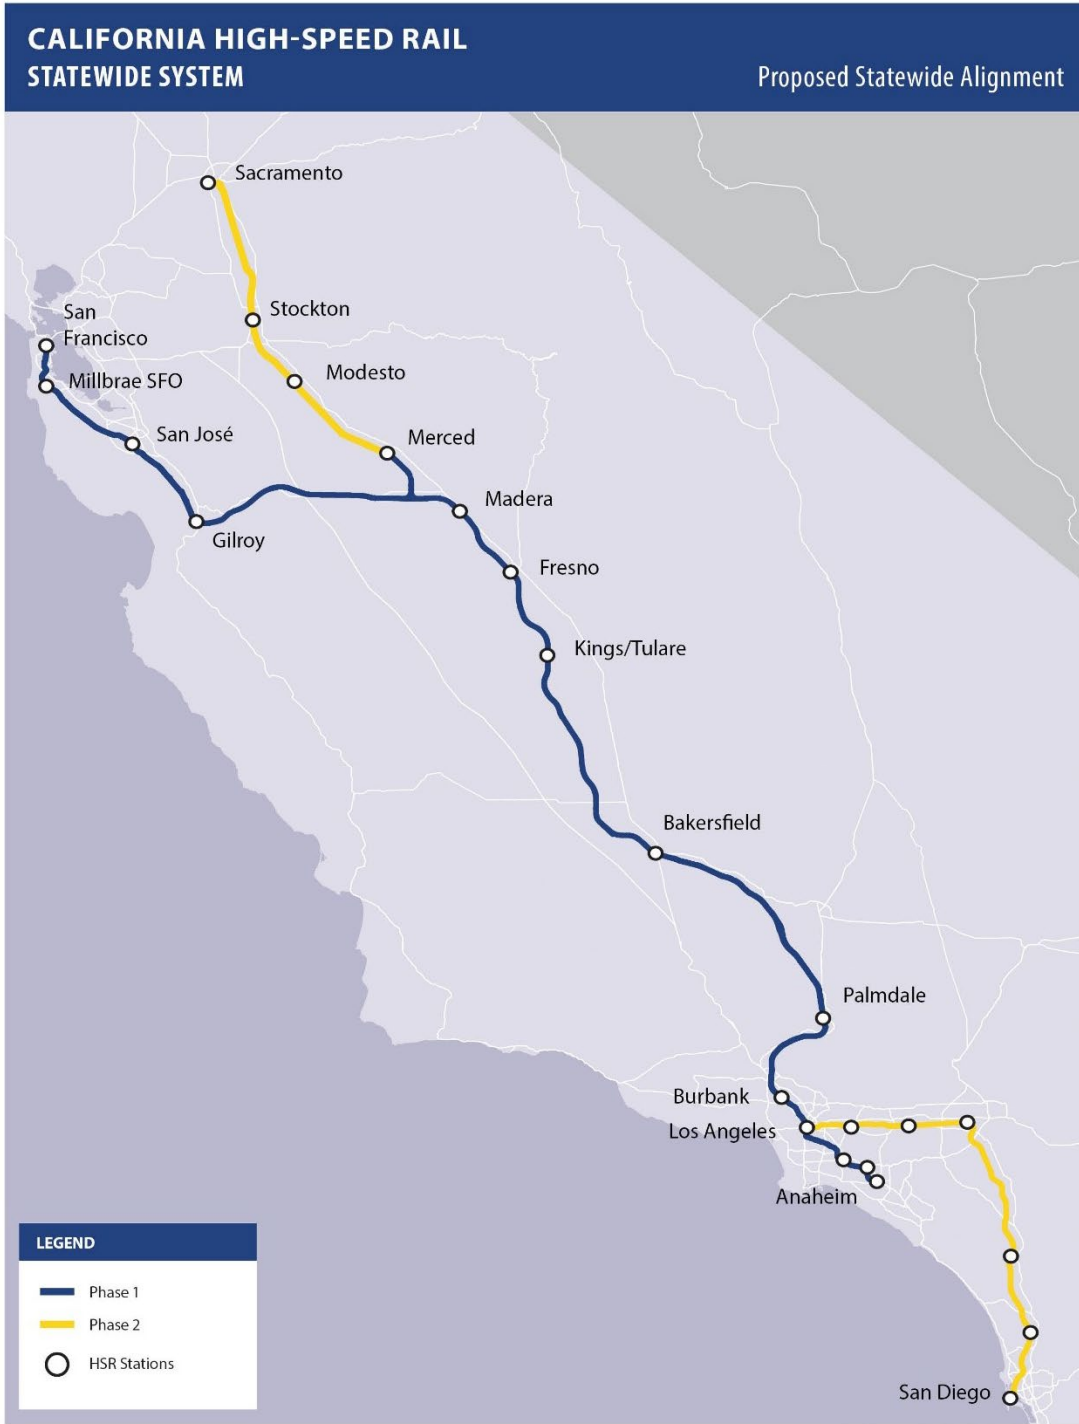 CALIFORNIA HIGH-SPEED RAIL
STATEWIDE SYSTEM
Proposed Statewide Alignment
Sacramento
Stockton
San
Francisco
Modesto
Millbrae SFO
San José
Merced
Madera
Gilroy
Fresno
Kings/Tulare
Bakersfield
Palmdale
Burbank
Los Angeles
Anaheim
San Diego
LEGEND
Phase 1
Phase 2
HSR Stations